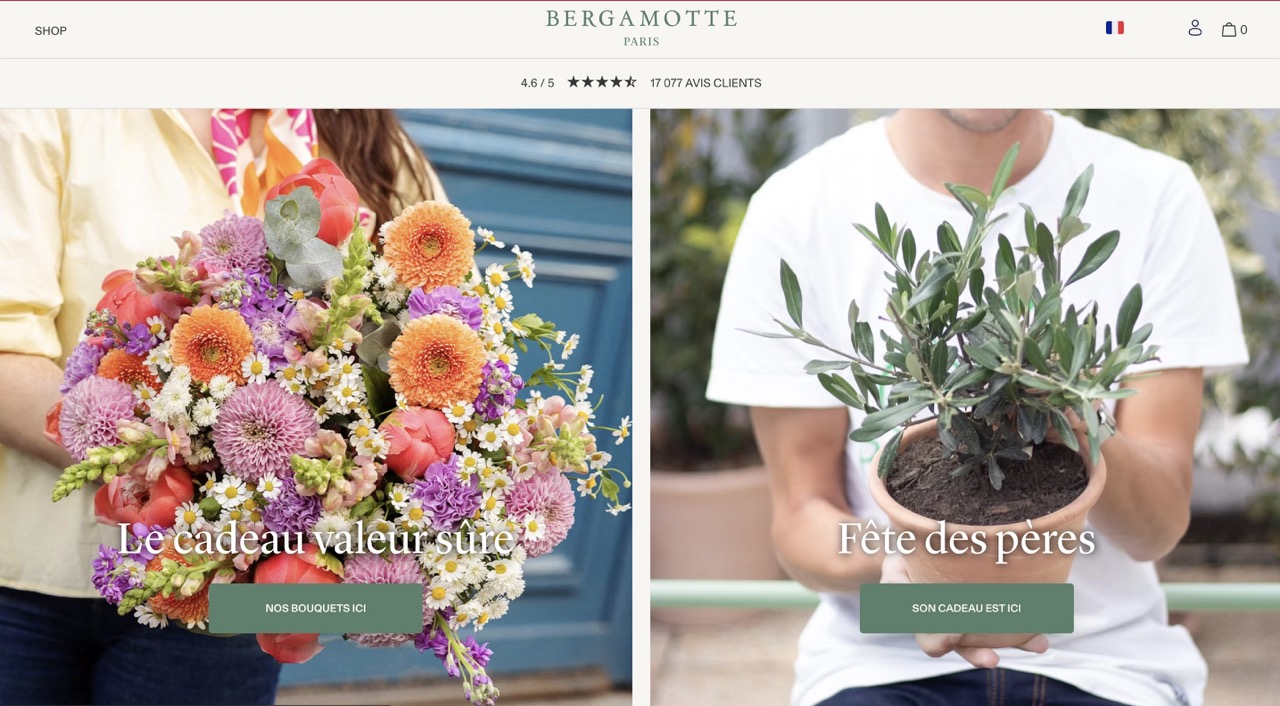 SHOP
BERGAMOTTE
PARIS
0
4.6 / 5 ★★★★⯪ 17 077 AVIS CLIENTS
Le cadeau valeur sûre
NOS BOUQUETS ICI
Fête des pères
SON CADEAU EST ICI